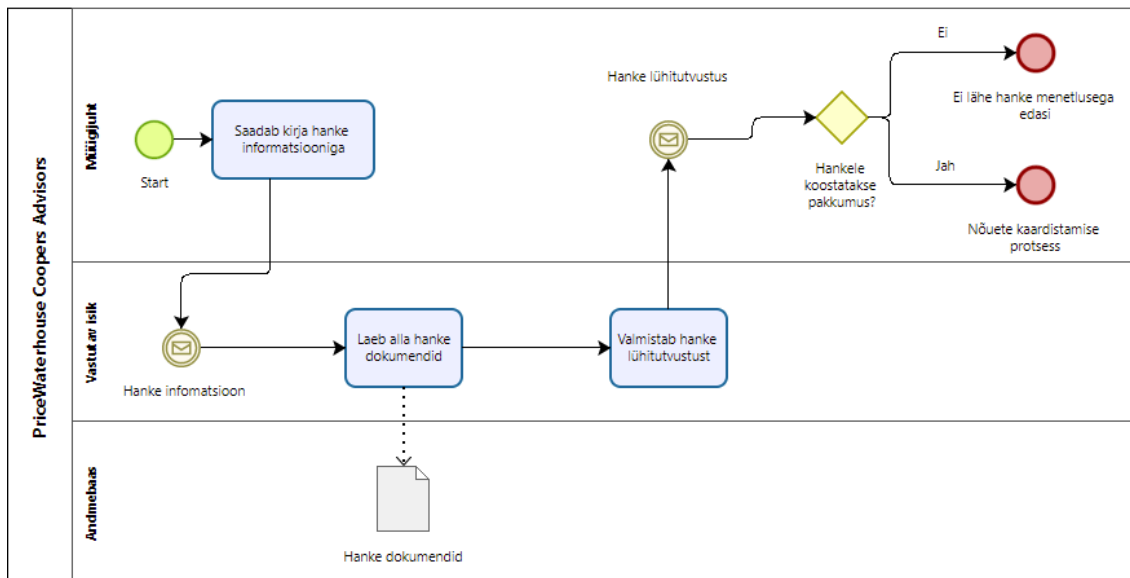 PriceWaterhouse Coopers Advisors
Müügijuht
Start
Saadab kirja hanke
informatsiooniga
Hanke lühitutvustus
Hankele
koostatakse
pakkumus?
Ei
Ei lähe hanke menetlusega
edasi
Jah
Nõuete kaardistamise
protsess
Vastutav isik
Hanke infomatsioon
Laeb alla hanke
dokumendid
Valmistab hanke
lühitutvustust
Andmebaas
Hanke dokumendid